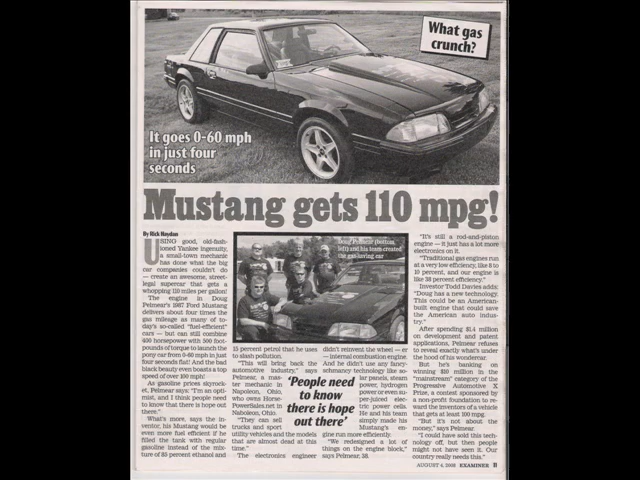 What gas
crunch?
It goes 0-60 mph
in just four
seconds
Mustang gets 110 mpg!
By Rick Haydan
USING good, old-fash-
ioned Yankee ingenuity,
a small-town mechanic
has done what the big
car companies couldn't do
— create an awesome, street-
legal supercar that gets a
whopping 110 miles per gallon!
The engine in Doug
Pelmear's 1987 Ford Mustang
delivers about four times the
gas mileage as many of to-
day's so-called "fuel-efficient"
cars — but can still combine
400 horsepower with 500 foot-
pounds of torque to launch the
pony car from 0-60 mph in just
four seconds flat! And the bad
black beauty even boasts a top
speed of over 100 mph!
As gasoline prices skyrock-
et, Pelmear says: "I'm an opti-
mist, and I think people need
to know that there is hope out
there."
What's more, says the in-
ventor, his Mustang would be
even more fuel efficient if he
filled the tank with regular
gasoline instead of the mix-
ture of 85 percent ethanol and
Doug Pelmear (bottom,
left) and his team created
the gas-saving car
15 percent petrol that he uses
to slash pollution.
"This will bring back the
automotive industry," says
Pelmear, a mas-
ter mechanic in
Napoleon, Ohio,
who owns Horse-
PowerSales.net in
Napoleon, Ohio.
"They can sell
trucks and sport
utility vehicles and the models
that are almost dead at this
time."
The electronics engineer
'People need
to know
there is hope
out there'
didn't reinvent the wheel — er
— internal combustion engine.
And he didn't use any fancy-
schmancy technology like so-
lar panels, steam
power, hydrogen
power or even su-
per-juiced elec-
tric power cells.
He and his team
simply made his
Mustang's en-
gine run more efficiently.
"We redesigned a lot of
things on the engine block,"
says Pelmear, 38.
"It's still a rod-and-piston
engine — it just has a lot more
electronics on it.
"Traditional gas engines run
at a very low efficiency, like 8 to
10 percent, and our engine is
like 38 percent efficiency."
Investor Todd Davies adds:
"Doug has a new technology.
This could be an American-
built engine that could save
the American auto indus-
try."
After spending $1.4 million
on development and patent
applications, Pelmear refuses
to reveal exactly what's under
the hood of his wondercar.
But he's banking on
winning $10 million in the
"mainstream" category of the
Progressive Automotive X
Prize, a contest sponsored by
a non-profit foundation to re-
ward the inventors of a vehicle
that gets at least 100 mpg.
"But it's not about the
money," says Pelmear.
"I could have sold this tech-
nology off, but then people
might not have seen it. Our
country really needs this."
AUGUST 4, 2008 EXAMINER 11